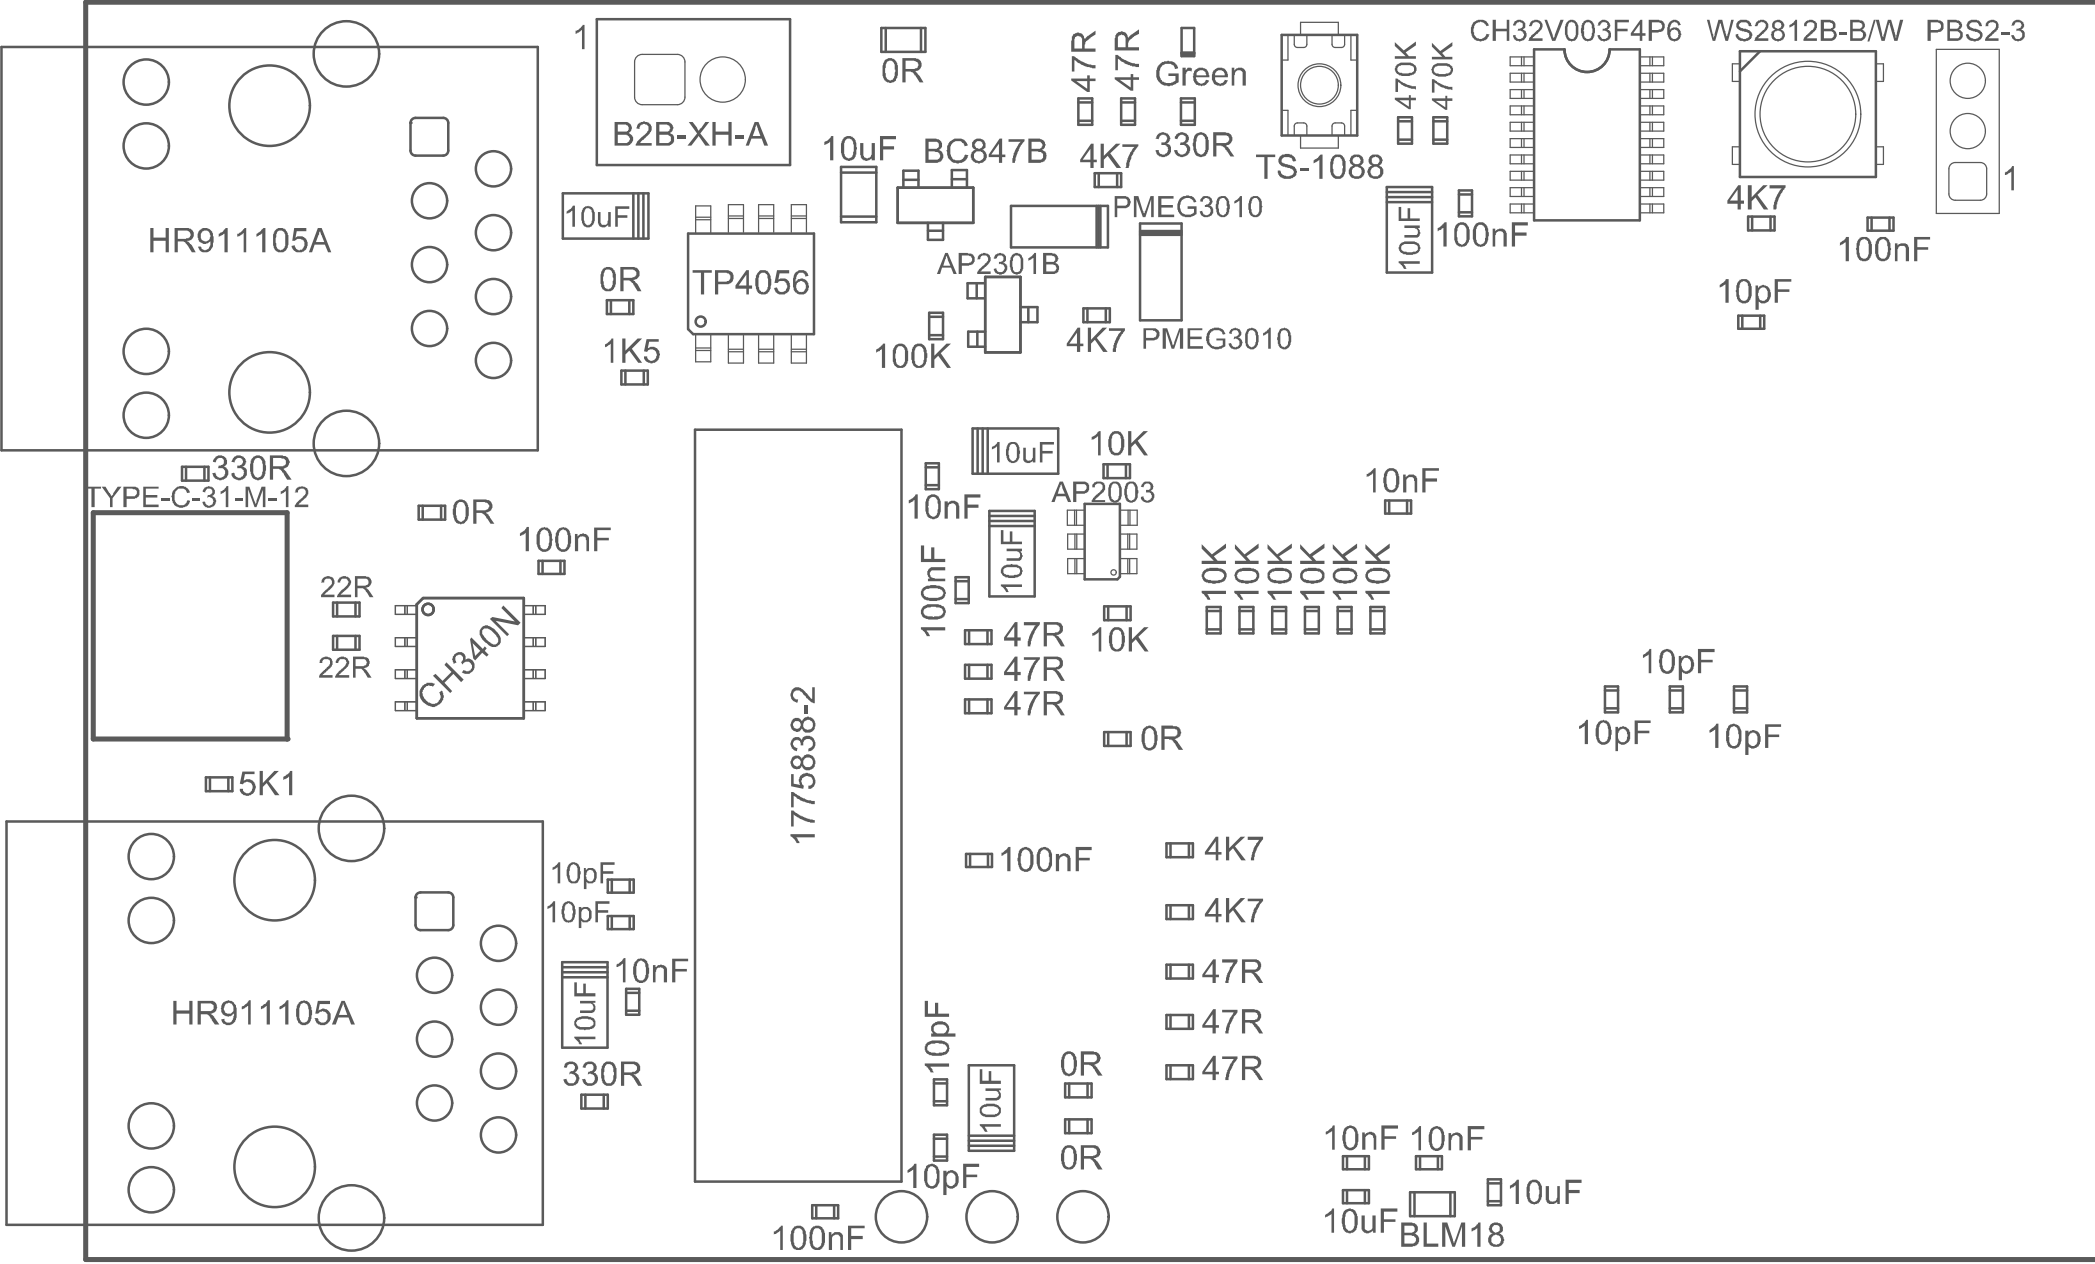 1
0R
47R
47R
Green
470K
470K
CH32V003F4P6
WS2812B-B/W
PBS2-3
B2B-XH-A
10uF
BC847B
4K7
330R
TS-1088
1
HR911105A
10uF
TP4056
PMEG3010
AP2301B
10uF
100nF
4K7
100nF
0R
1K5
100K
4K7
PMEG3010
10pF
330R
TYPE-C-31-M-12
0R
100nF
10uF
10K
10nF
AP2003
10nF
22R
22R
CH340N
100nF
10uF
10K
10K
10K
10K
10K
10K
10K
47R
47R
47R
1775838-2
0R
10pF
10pF
10pF
5K1
100nF
4K7
4K7
10pF
10pF
10nF
47R
HR911105A
10uF
47R
330R
10pF
10uF
0R
47R
10pF
0R
10nF
10nF
100nF
10uF
10uF
BLM18